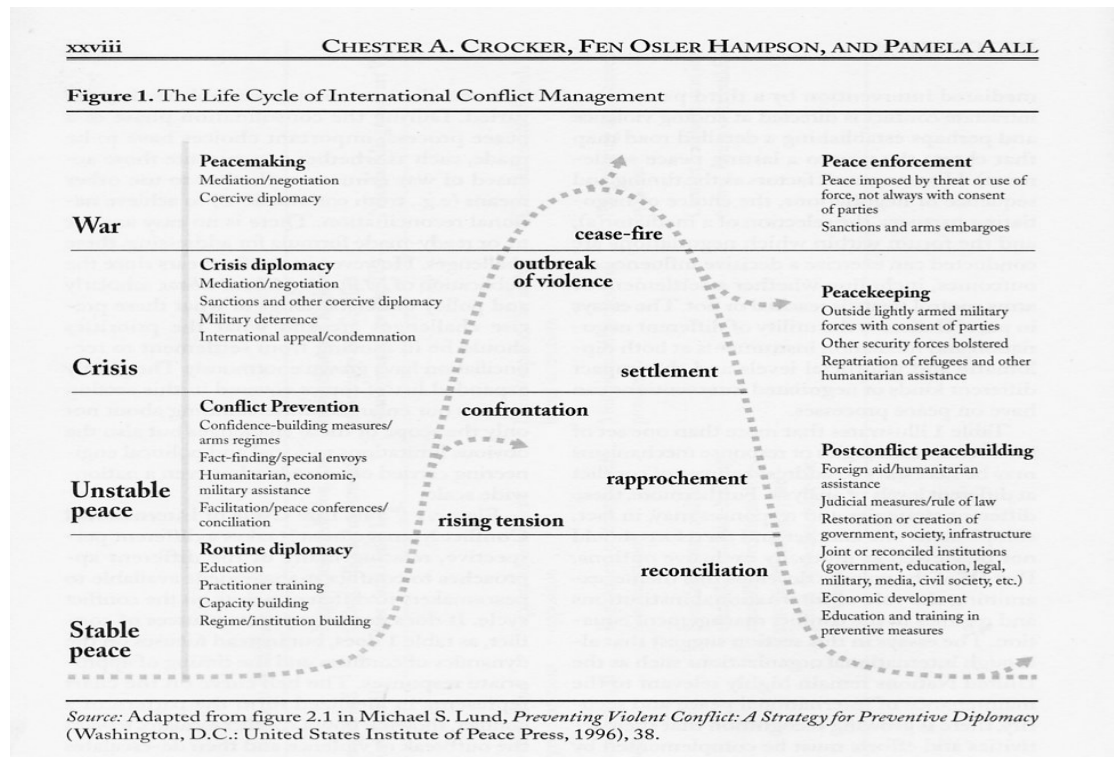 xxviii CHESTER A. CROCKER, FEN OSLER HAMPSON, AND PAMELA AALL
Figure 1. The Life Cycle of International Conflict Management
War
Crisis
Unstable
peace
Stable
peace
Peacemaking
Mediation/negotiation
Coercive diplomacy
Crisis diplomacy
Mediation/negotiation
Sanctions and other coercive diplomacy
Military deterrence
International appeal/condemnation
Conflict Prevention
Confidence-building measures/
arms regimes
Fact-finding/special envoys
Humanitarian, economic,
military assistance
Facilitation/peace conferences/
conciliation
Routine diplomacy
Education
Practitioner training
Capacity building
Regime/institution building
cease-fire
outbreak
of violence
settlement
confrontation
rapprochement
rising tension
reconciliation
Peace enforcement
Peace imposed by threat or use of
force, not always with consent
of parties
Sanctions and arms embargoes
Peacekeeping
Outside lightly armed military
forces with consent of parties
Other security forces bolstered
Repatriation of refugees and other
humanitarian assistance
Postconflict peacebuilding
Foreign aid/humanitarian
assistance
Judicial measures/rule of law
Restoration or creation of
government, society, infrastructure
Joint or reconciled institutions
(government, education, legal,
military, media, civil society, etc.)
Economic development
Education and training in
preventive measures
Source: Adapted from figure 2.1 in Michael S. Lund, Preventing Violent Conflict: A Strategy for Preventive Diplomacy
(Washington, D.C.: United States Institute of Peace Press, 1996), 38.